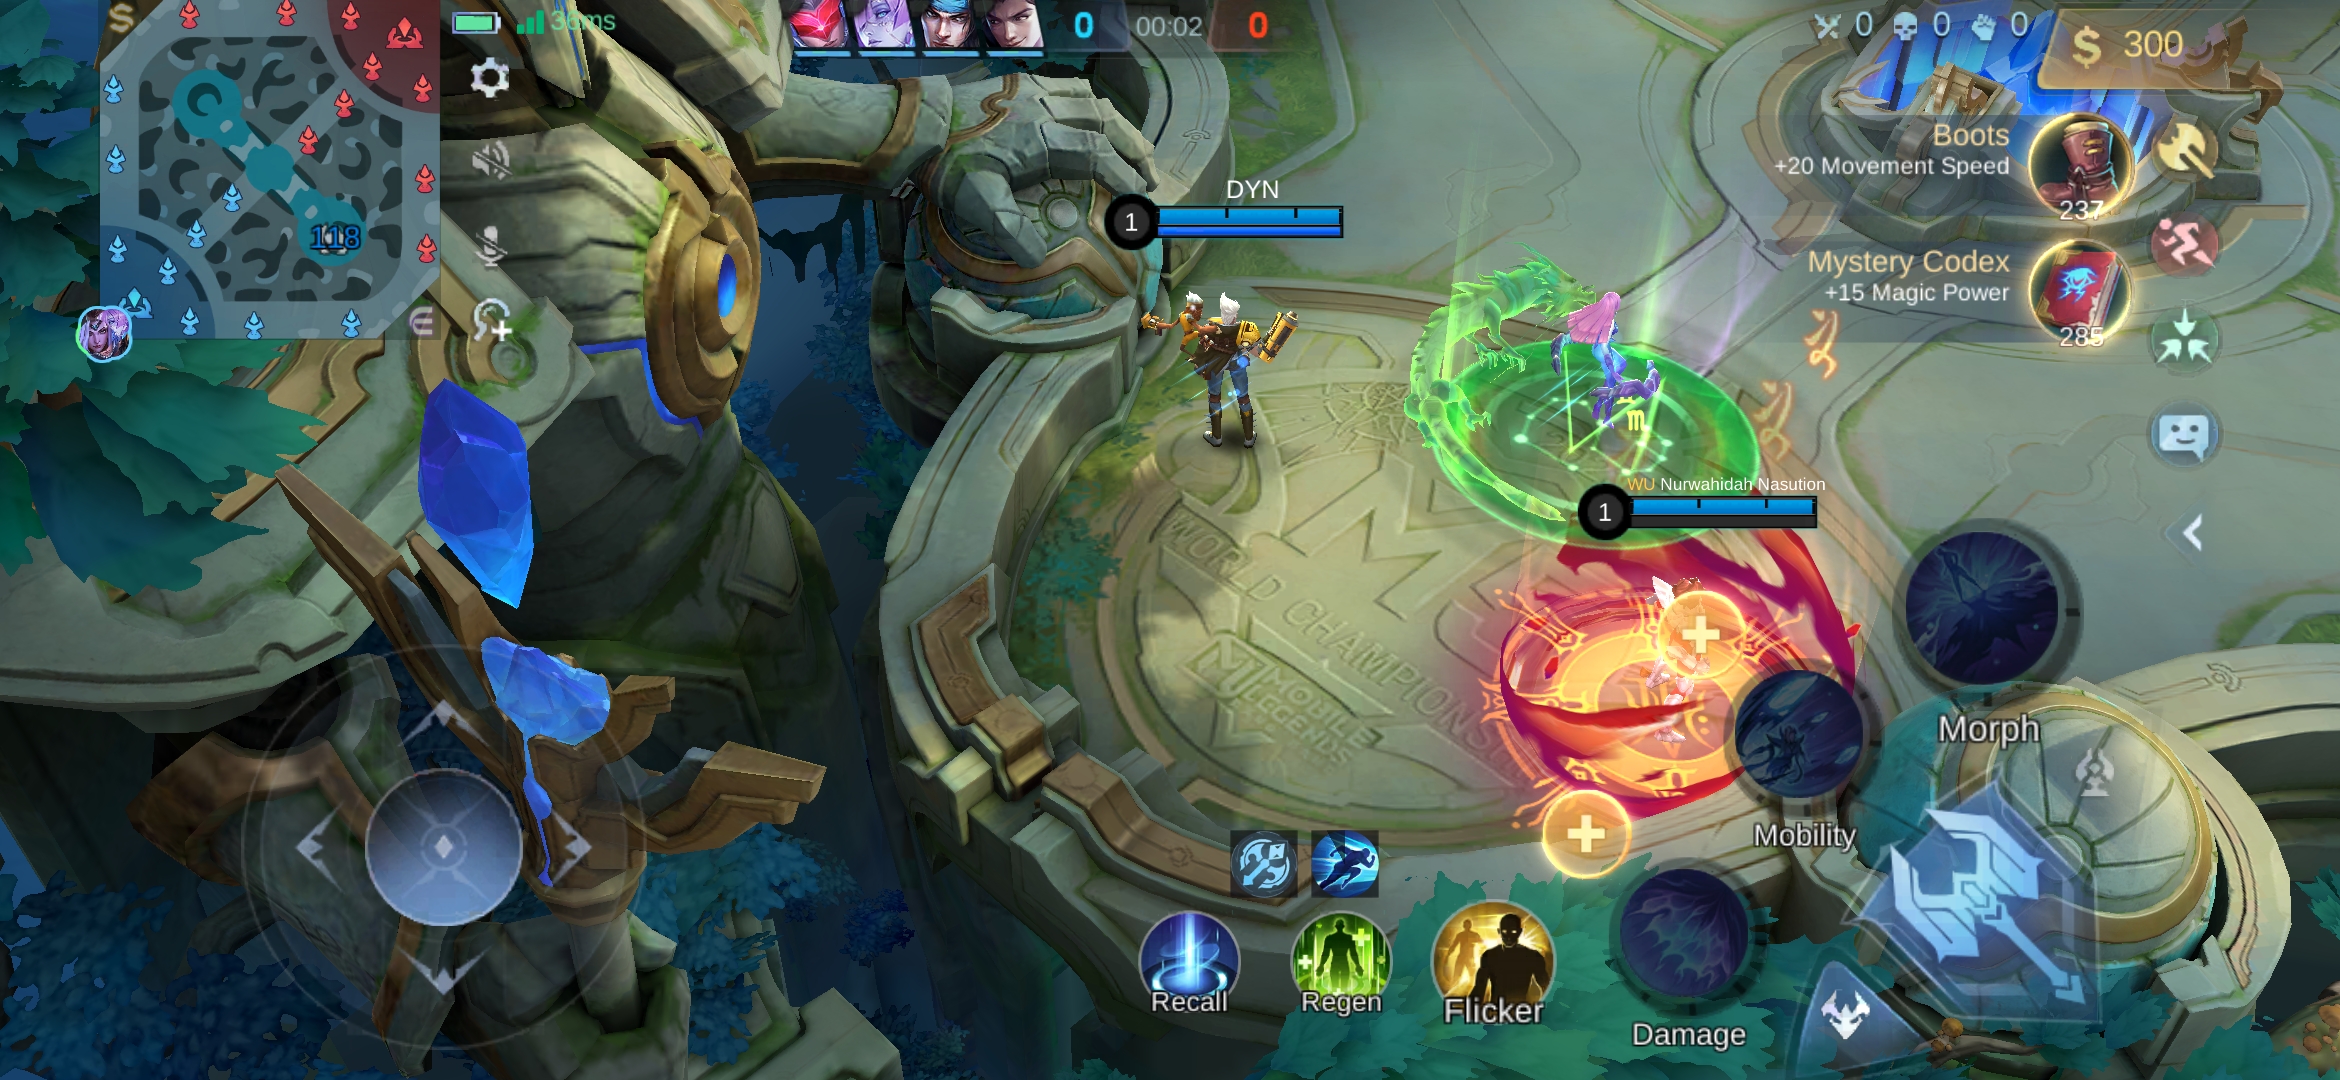 36ms
0
00:02
0
0
0
0
$ 300
Boots
+20 Movement Speed
237
Mystery Codex
+15 Magic Power
285
118
DYN
1
WU Nurwahidah Nasution
1
WORLD CHAMPIONS
MOBILE
LEGENDS
Morph
Mobility
Recall
Regen
Flicker
Damage